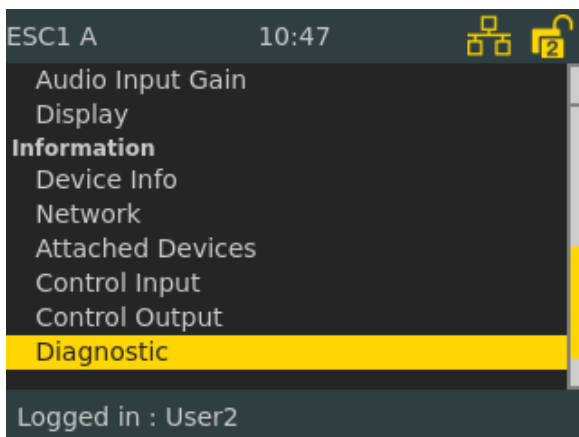 ESC1 A 10:47 2
Audio Input Gain
Display
Information
Device Info
Network
Attached Devices
Control Input
Control Output
Diagnostic
Logged in : User2